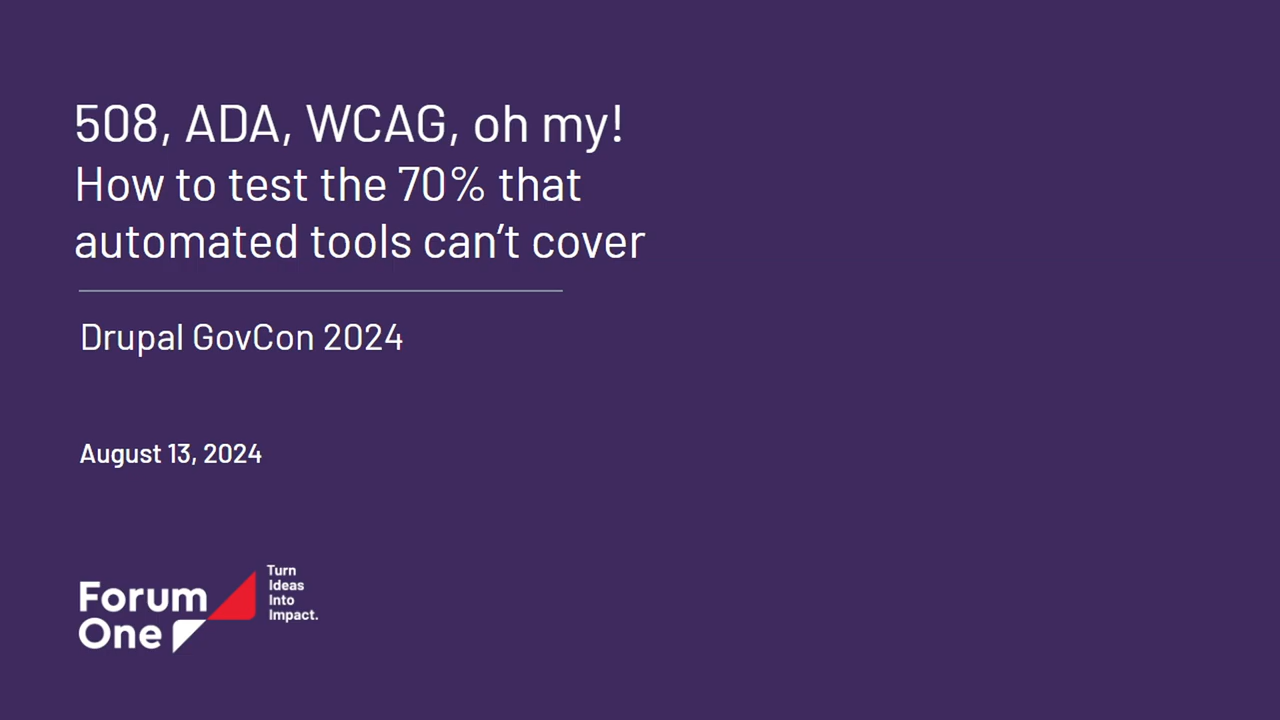 508, ADA, WCAG, oh my!
How to test the 70% that
automated tools can’t cover
Drupal GovCon 2024
August 13, 2024
Forum
One
Turn
Ideas
Into
Impact.